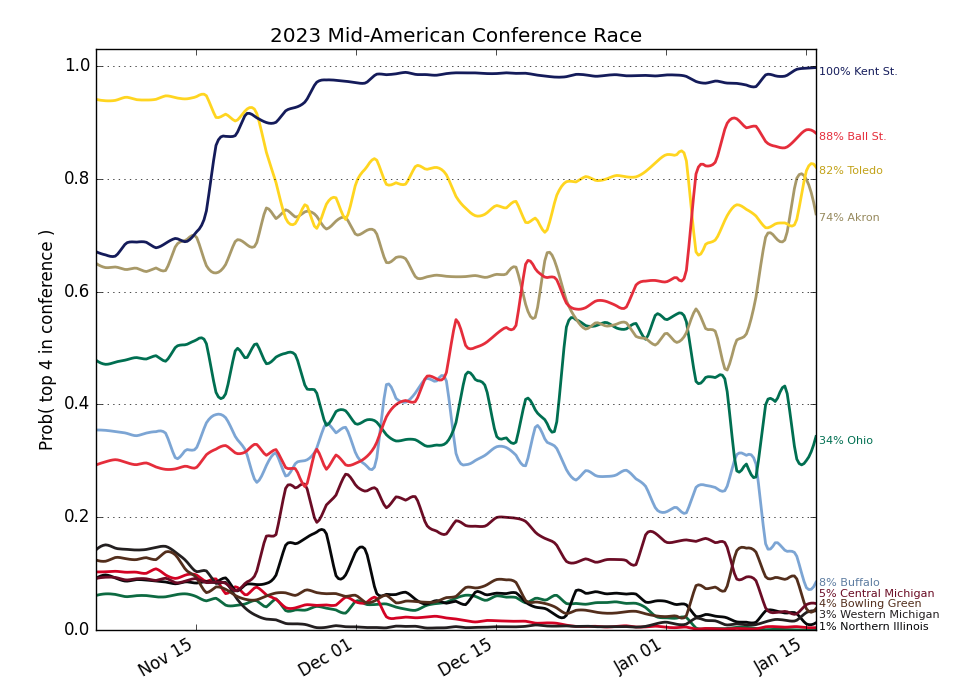 2023 Mid-American Conference Race
Prob( top 4 in conference )
1.0
0.8
0.6
0.4
0.2
0.0
Nov 15
Dec 01
Dec 15
Jan 01
Jan 15
100% Kent St.
88% Ball St.
82% Toledo
74% Akron
34% Ohio
8% Buffalo
5% Central Michigan
4% Bowling Green
3% Western Michigan
1% Northern Illinois